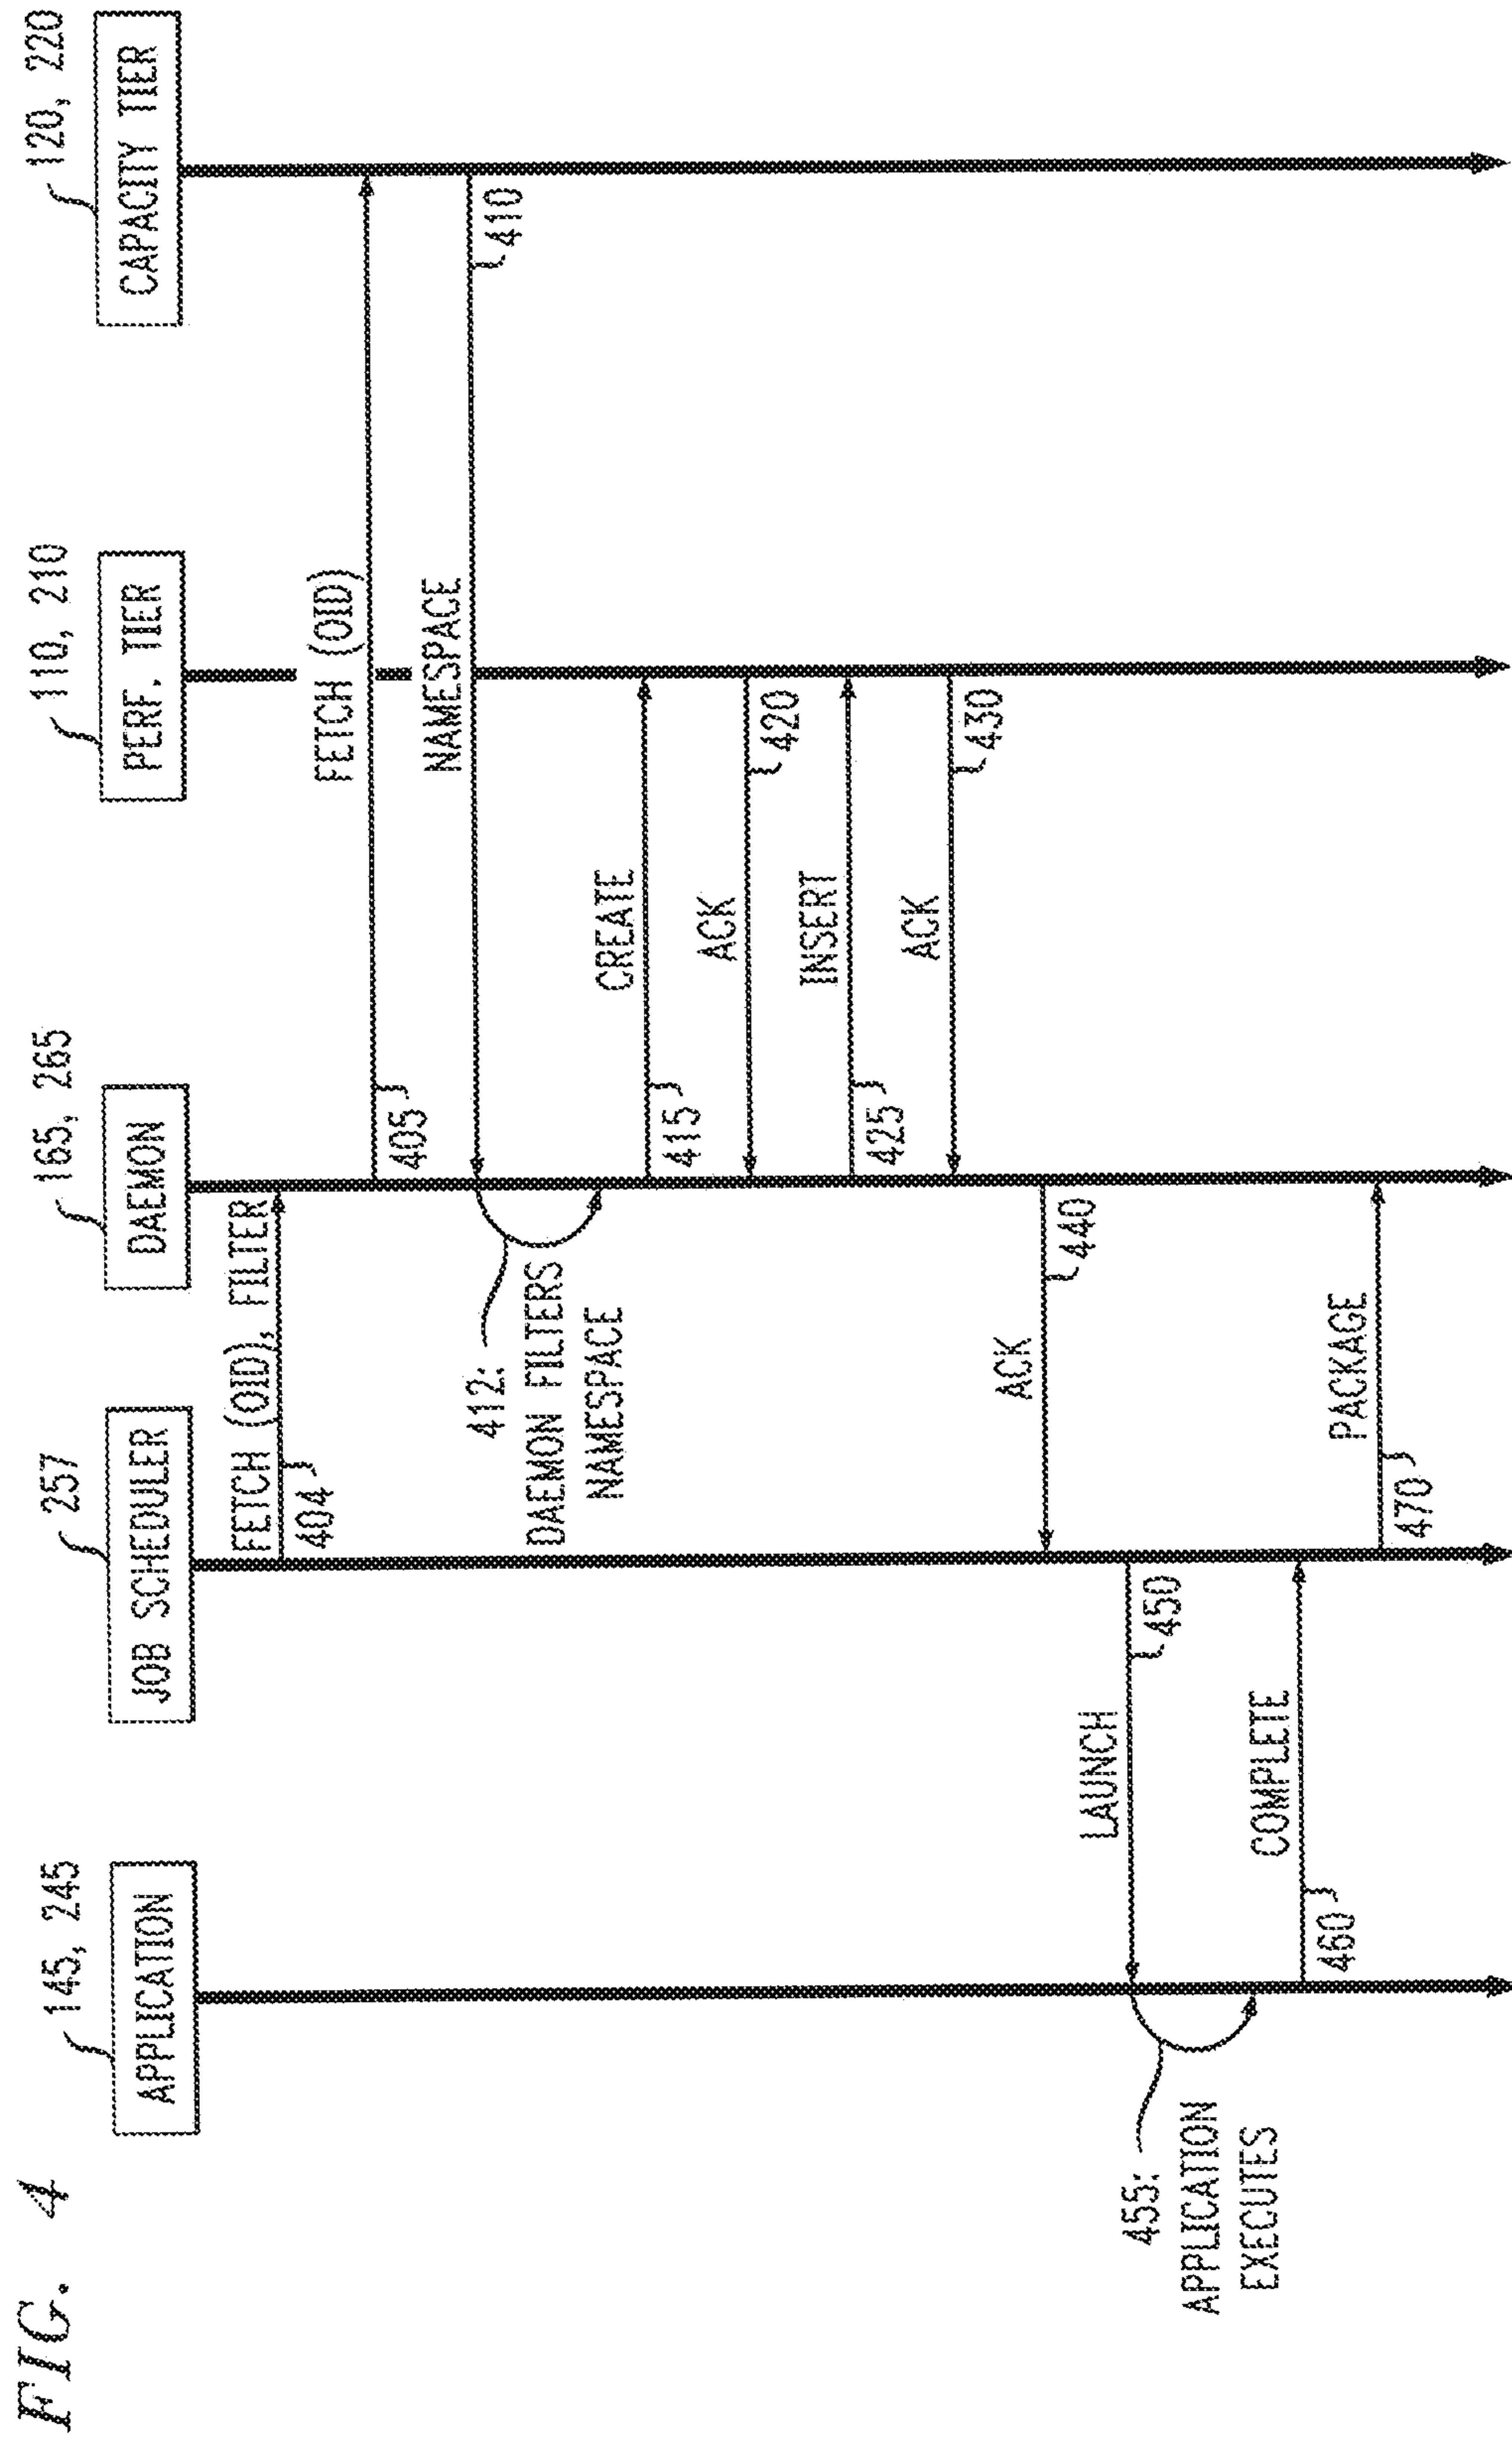 FIG. 4
145, 245
257
165, 265
110, 210
120, 220
APPLICATION
JOB SCHEDULER
DAEMON
PERF. TIER
CAPACITY TIER
FETCH (OID), FILTER
404
FETCH (OID)
405
NAMESPACE
410
412:
DAEMON FILTERS
NAMESPACE
CREATE
415
ACK
420
INSERT
425
ACK
430
ACK
440
LAUNCH
450
455:
APPLICATION
EXECUTES
COMPLETE
460
PACKAGE
470